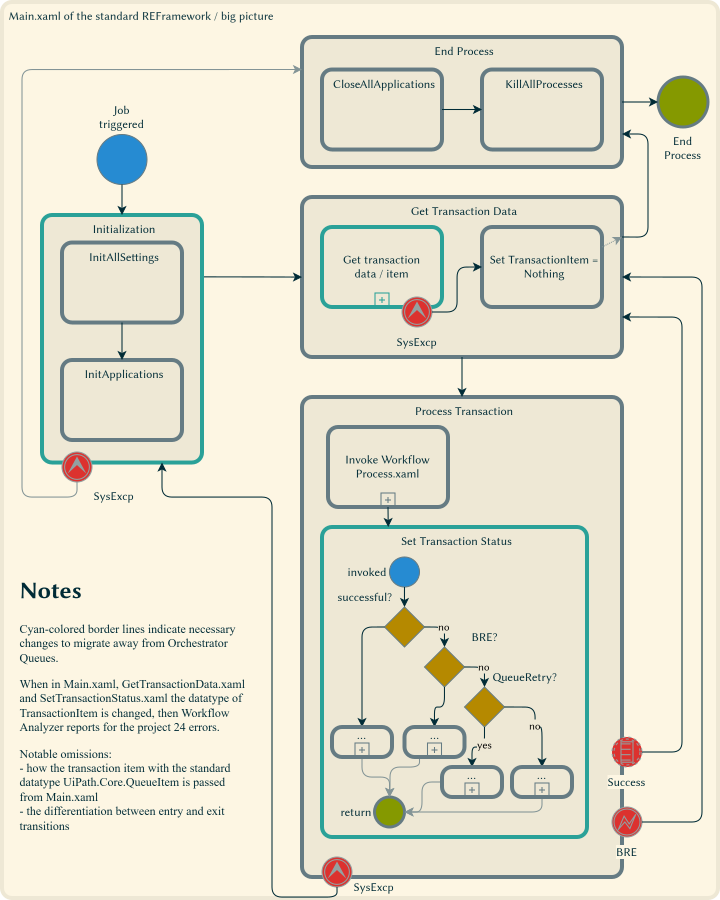 Main.xaml of the standard REFramework / big picture
End Process
CloseAllApplications
KillAllProcesses
End
Process
Job
triggered
Initialization
InitAllSettings
InitApplications
SysExcp
Get Transaction Data
Get transaction
data / item
Set TransactionItem =
Nothing
SysExcp
Process Transaction
Invoke Workflow
Process.xaml
Set Transaction Status
invoked
successful?
no
BRE?
no
QueueRetry?
no
yes
...
...
...
...
return
Success
BRE
SysExcp
Notes
Cyan-colored border lines indicate necessary
changes to migrate away from Orchestrator
Queues.
When in Main.xaml, GetTransactionData.xaml
and SetTransactionStatus.xaml the datatype of
TransactionItem is changed, then Workflow
Analyzer reports for the project 24 errors.
Notable omissions:
- how the transaction item with the standard
datatype UiPath.Core.QueueItem is passed
from Main.xaml
- the differentiation between entry and exit
transitions